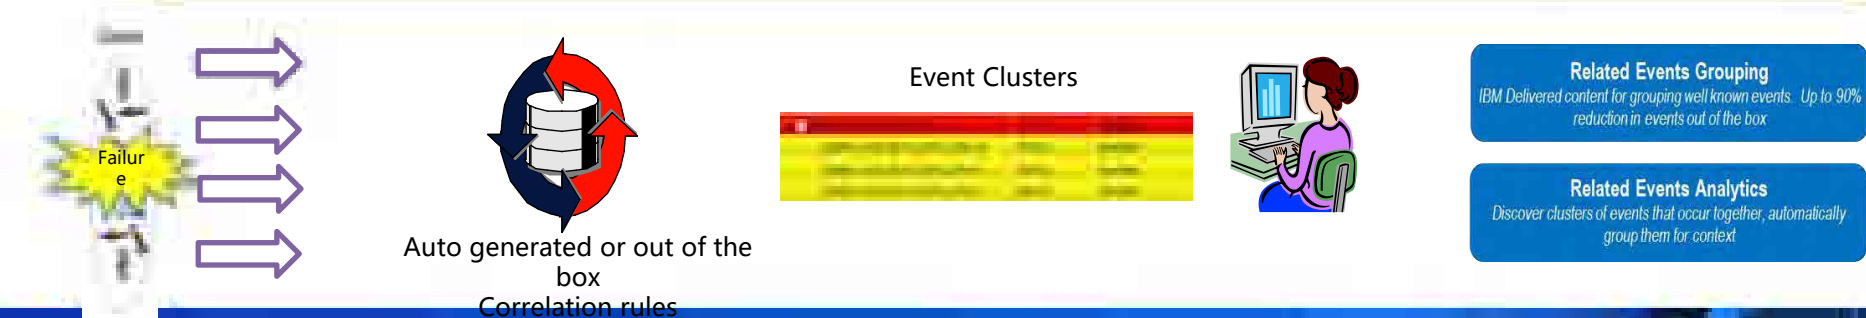 Failur
e
Auto generated or out of the
box
Correlation rules
Event Clusters
Related Events Grouping
IBM Delivered content for grouping well known events. Up to 90%
reduction in events out of the box
Related Events Analytics
Discover clusters of events that occur together, automatically
group them for context